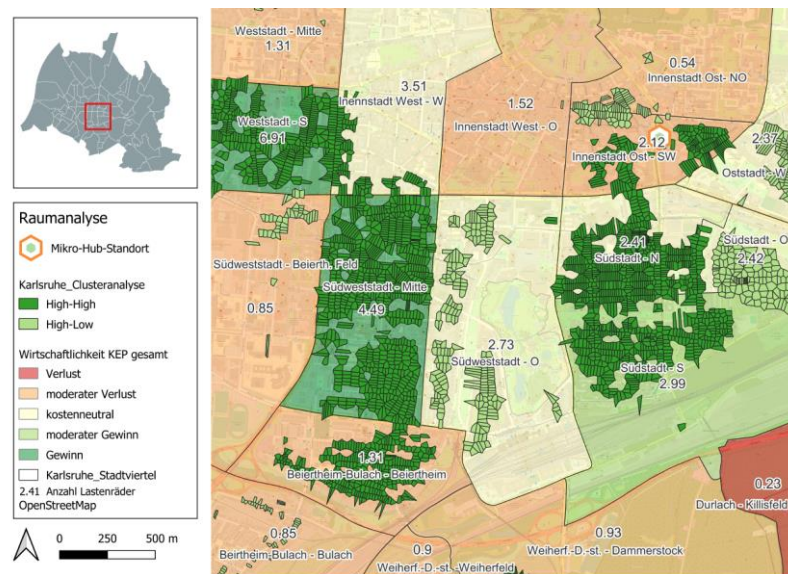 Raumanalyse
Mikro-Hub-Standort
Karlsruhe_Clusteranalyse
High-High
High-Low
Wirtschaftlichkeit KEP gesamt
Verlust
moderater Verlust
kostenneutral
moderater Gewinn
Gewinn
Karlsruhe_Stadtviertel
2.41 Anzahl Lastenräder
OpenStreetMap
0 250 500 m
Weststadt - Mitte
1.31
3.51
Inennstadt West - W
0.54
Innenstadt Ost- NO
1.52
Innenstadt West - O
Weststadt - S
6.91
2.12
Innenstadt Ost - SW
2.37
Oststadt - W
Südweststadt - Beierth. Feld
0.85
Südweststadt - Mitte
4.49
2.41
Südstadt - N
Südstadt - O
2.42
2.73
Südweststadt - O
Südstadt - S
2.99
1.31
Beiertheim-Bulach - Beiertheim
0.23
Durlach - Killisfeld
0.85
Beirtheim-Bulach - Bulach
0.9
Weiherf.-D.-st. -Weiherfeld
0.93
Weiherf.-D.-st. - Dammerstock